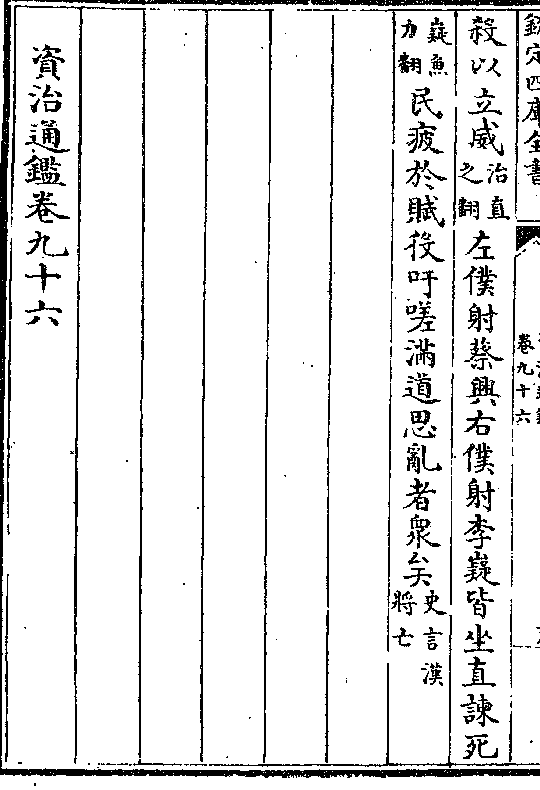 欽定四庫全書
卷九十六
殺以立威治直之翻左僕射蔡興右僕射李嶷皆坐直諫死
嶷魚力翻民疲於賦役吁嗟滿道思亂者衆矣史言漢將亡
資治通鑑卷九十六